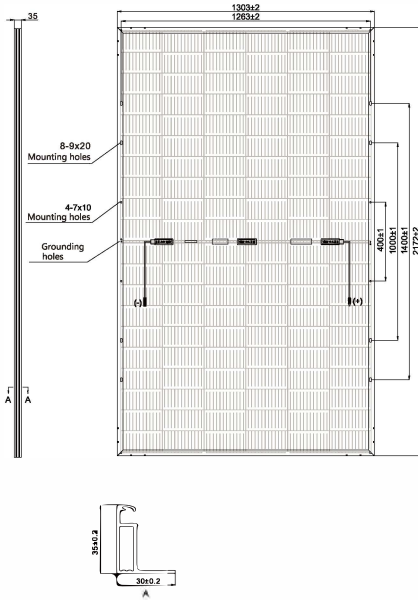 35
1303±2
1263±2
8-9x20
Mounting holes
4-7x10
Mounting holes
Grounding
holes
(-)
(+)
400±1
1000±1
1400±1
2172±2
A
A
35±0.2
30±0.2
A